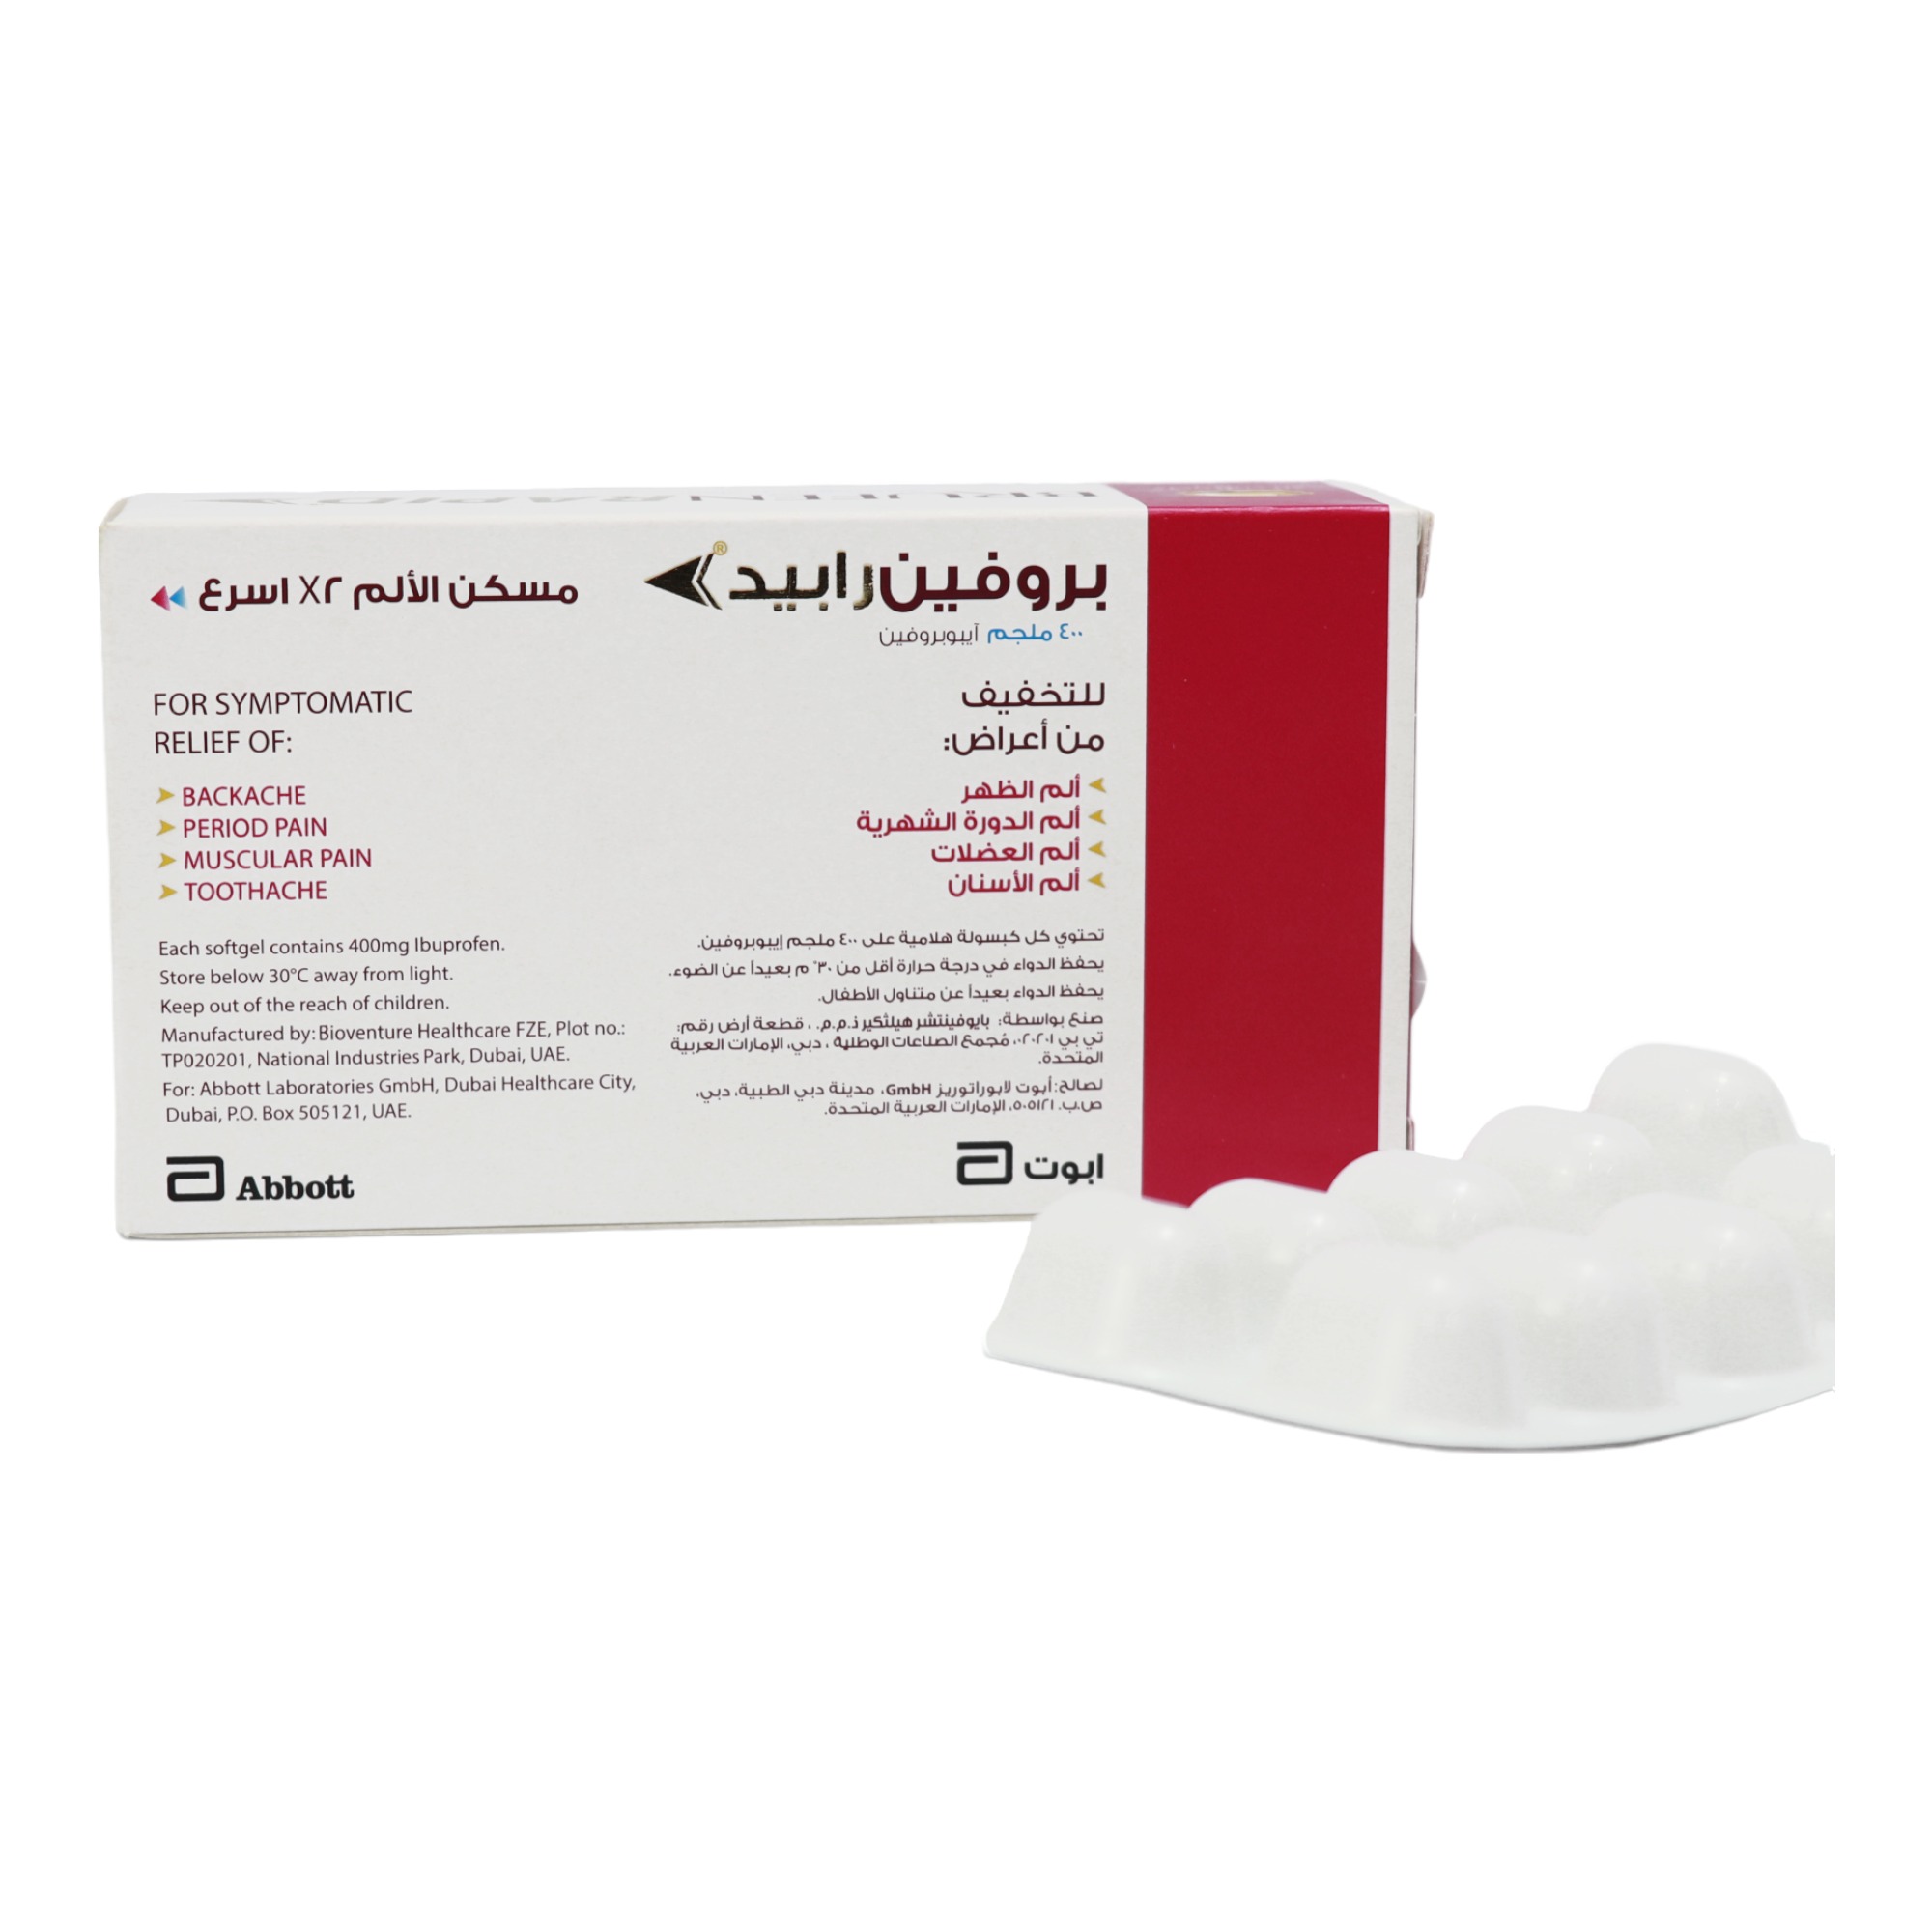 بروفين رابيد®
٤٠٠ ملجم آيبوبروفين
مسكن الألم X٢ اسرع
FOR SYMPTOMATIC
RELIEF OF:
BACKACHE
PERIOD PAIN
MUSCULAR PAIN
TOOTHACHE
Each softgel contains 400mg Ibuprofen.
Store below 30°C away from light.
Keep out of the reach of children.
Manufactured by: Bioventure Healthcare FZE, Plot no.:
TP020201, National Industries Park, Dubai, UAE.
For: Abbott Laboratories GmbH, Dubai Healthcare City,
Dubai, P.O. Box 505121, UAE.
Abbott
للتخفيف
من أعراض:
ألم الظهر
ألم الدورة الشهرية
ألم العضلات
ألم الأسنان
تحتوي كل كبسولة هلامية على ٤٠٠ ملجم إيبوبروفين.
يحفظ الدواء في درجة حرارة أقل من ٣٠° م بعيداً عن الضوء.
يحفظ الدواء بعيداً عن متناول الأطفال.
صنع بواسطة: بايوفينتشر هيلثكير ذ.م.م.، قطعة أرض رقم:
تي بي ٠٢٠٢٠١، مُجمع الصناعات الوطنية، دبي، الإمارات العربية
المتحدة.
لصالح: أبوت لابوراتوريز GmbH، مدينة دبي الطبية، دبي،
ص.ب. ٥٠٥١٢١، الإمارات العربية المتحدة.
ابوت